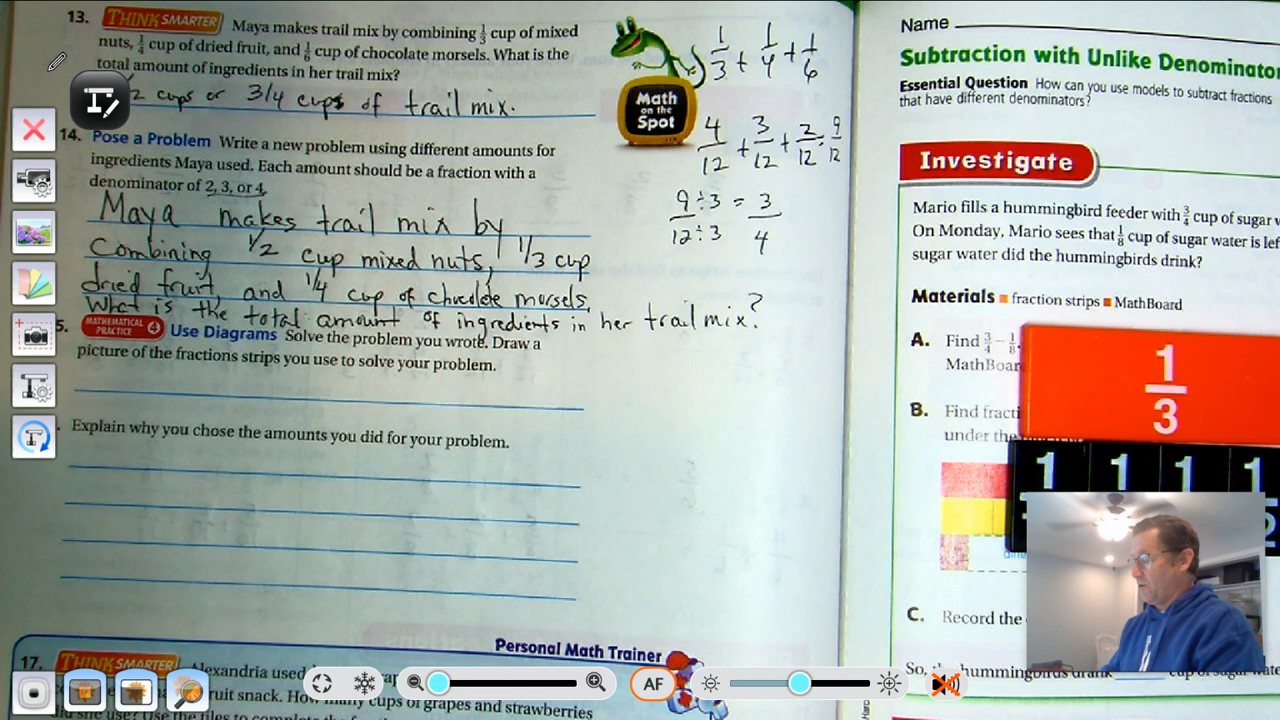 13. THINK SMARTER Maya makes trail mix by combining 1/3 cup of mixed
nuts, 1/4 cup of dried fruit, and 1/6 cup of chocolate morsels. What is the
total amount of ingredients in her trail mix?
cups or 3/4 cups of trail mix.
14. Pose a Problem Write a new problem using different amounts for
ingredients Maya used. Each amount should be a fraction with a
denominator of 2, 3, or 4.
Maya makes trail mix by
combining 1/2 cup mixed nuts, 1/3 cup
dried fruit, and 1/4 cup of chocolate morsels.
What is the total amount of ingredients in her trail mix?
5. MATHEMATICAL PRACTICE 4 Use Diagrams Solve the problem you wrote. Draw a
picture of the fractions strips you use to solve your problem.
Explain why you chose the amounts you did for your problem.
Personal Math Trainer
17. THINK SMARTER Alexandria used
fruit snack. How many cups of grapes and strawberries
1/3 + 1/4 + 1/6
Math
on the
Spot
4/12 + 3/12 + 2/12 = 9/12
9÷3 = 3
12÷3 4
Name
Subtraction with Unlike Denominator
Essential Question How can you use models to subtract fractions
that have different denominators?
Investigate
Mario fills a hummingbird feeder with 3/4 cup of sugar w
On Monday, Mario sees that 1/8 cup of sugar water is lef
sugar water did the hummingbirds drink?
Materials ■ fraction strips ■ MathBoard
A. Find 3/4 − 1/8.
MathBoar
B. Find fracti
under the
1/3
1 1 1 1
C. Record the
So, the hummingbirds drank cup of sugar wate
AF